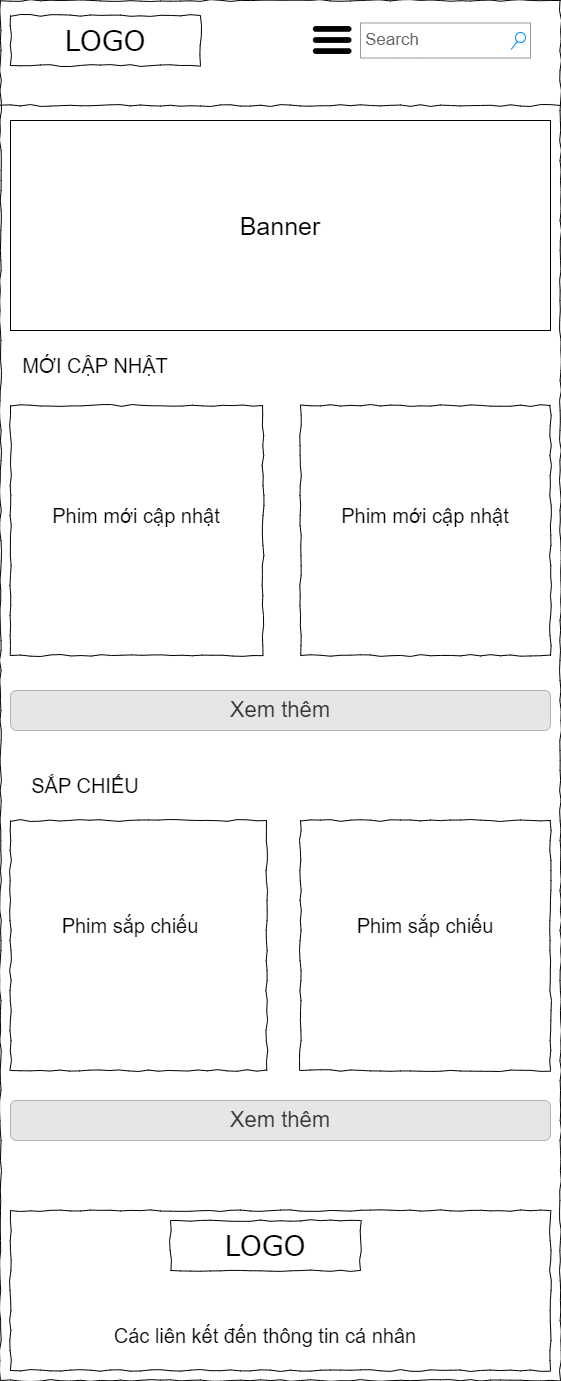 LOGO
Search
Banner
MỚI CẬP NHẬT
Phim mới cập nhật
Phim mới cập nhật
Xem thêm
SẮP CHIẾU
Phim sắp chiếu
Phim sắp chiếu
Xem thêm
LOGO
Các liên kết đến thông tin cá nhân